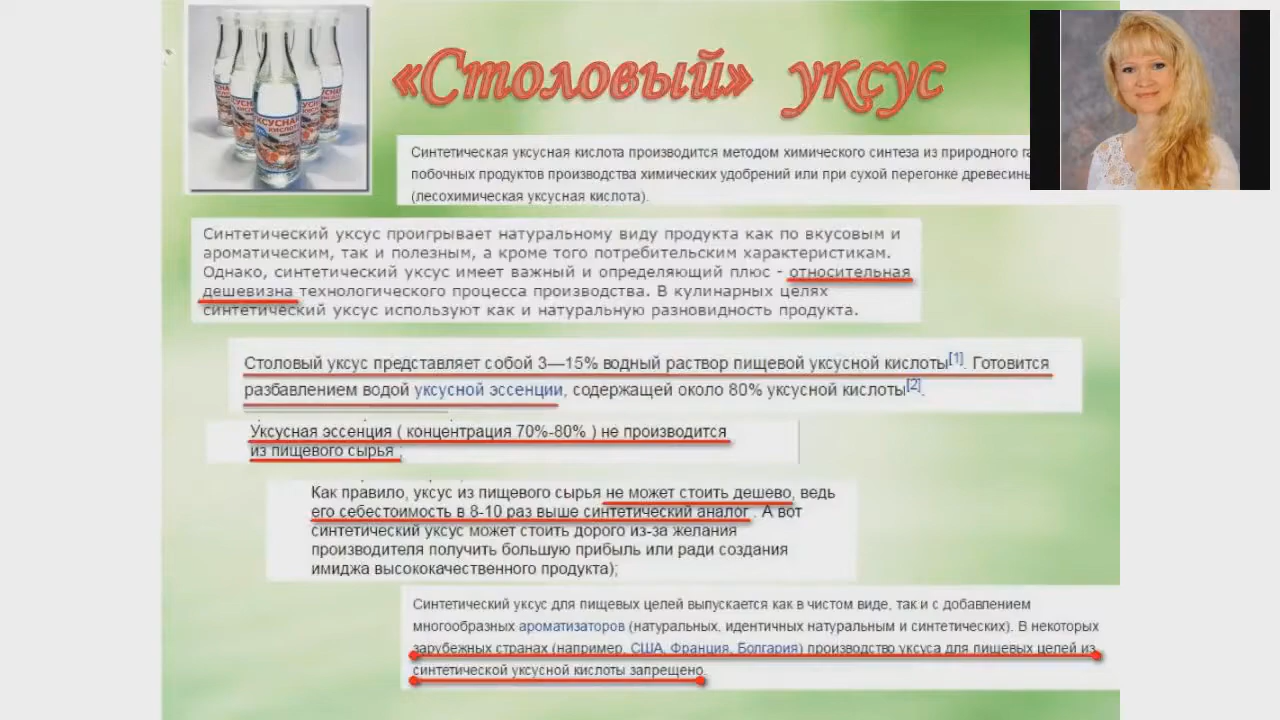 «Столовый» уксус
УКСУСНАЯ
КИСЛОТА
Синтетическая уксусная кислота производится методом химического синтеза из природного
побочных продуктов производства химических удобрений или при сухой перегонке древесины
(лесохимическая уксусная кислота).
Синтетический уксус проигрывает натуральному виду продукта как по вкусовым и
ароматическим, так и полезным, а кроме того потребительским характеристикам.
Однако, синтетический уксус имеет важный и определяющий плюс - относительная
дешевизна технологического процесса производства. В кулинарных целях
синтетический уксус используют как и натуральную разновидность продукта.
Столовый уксус представляет собой 3—15% водный раствор пищевой уксусной кислоты[1]. Готовится
разбавлением водой уксусной эссенции, содержащей около 80% уксусной кислоты[2].
Уксусная эссенция ( концентрация 70%-80% ) не производится
из пищевого сырья ;
Как правило, уксус из пищевого сырья не может стоить дешево, ведь
его себестоимость в 8-10 раз выше синтетический аналог . А вот
синтетический уксус может стоить дорого из-за желания
производителя получить большую прибыль или ради создания
имиджа высококачественного продукта);
Синтетический уксус для пищевых целей выпускается как в чистом виде, так и с добавлением
многообразных ароматизаторов (натуральных, идентичных натуральным и синтетических). В некоторых
зарубежных странах (например, США, Франция, Болгария) производство уксуса для пищевых целей из
синтетической уксусной кислоты запрещено.